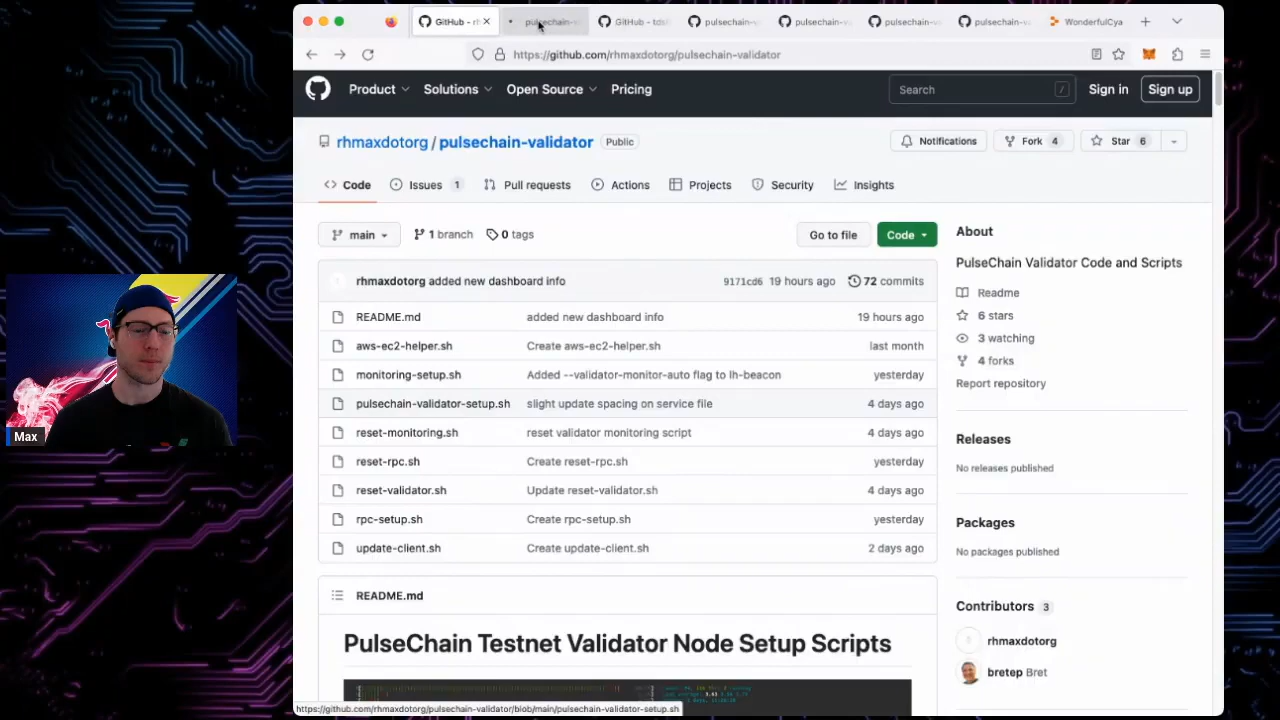 GitHub - rh
pulsechain-v
GitHub - tds
pulsechain-v
pulsechain-v
pulsechain-v
pulsechain-v
WonderfulCya
https://github.com/rhmaxdotorg/pulsechain-validator
Product
Solutions
Open Source
Pricing
Search
/
Sign in
Sign up
rhmaxdotorg / pulsechain-validator
Public
Notifications
Fork 4
Star 6
Code
Issues 1
Pull requests
Actions
Projects
Security
Insights
main
1 branch
0 tags
Go to file
Code
About
PulseChain Validator Code and Scripts
rhmaxdotorg added new dashboard info
9171cd6 19 hours ago
72 commits
Readme
6 stars
3 watching
4 forks
Report repository
README.md added new dashboard info 19 hours ago
aws-ec2-helper.sh Create aws-ec2-helper.sh last month
monitoring-setup.sh Added --validator-monitor-auto flag to lh-beacon yesterday
pulsechain-validator-setup.sh slight update spacing on service file 4 days ago
reset-monitoring.sh reset validator monitoring script 4 days ago
reset-rpc.sh Create reset-rpc.sh yesterday
reset-validator.sh Update reset-validator.sh 4 days ago
rpc-setup.sh Create rpc-setup.sh yesterday
update-client.sh Create update-client.sh 2 days ago
Releases
No releases published
Packages
No packages published
Contributors 3
rhmaxdotorg
bretep Bret
README.md
PulseChain Testnet Validator Node Setup Scripts
https://github.com/rhmaxdotorg/pulsechain-validator/blob/main/pulsechain-validator-setup.sh
Max